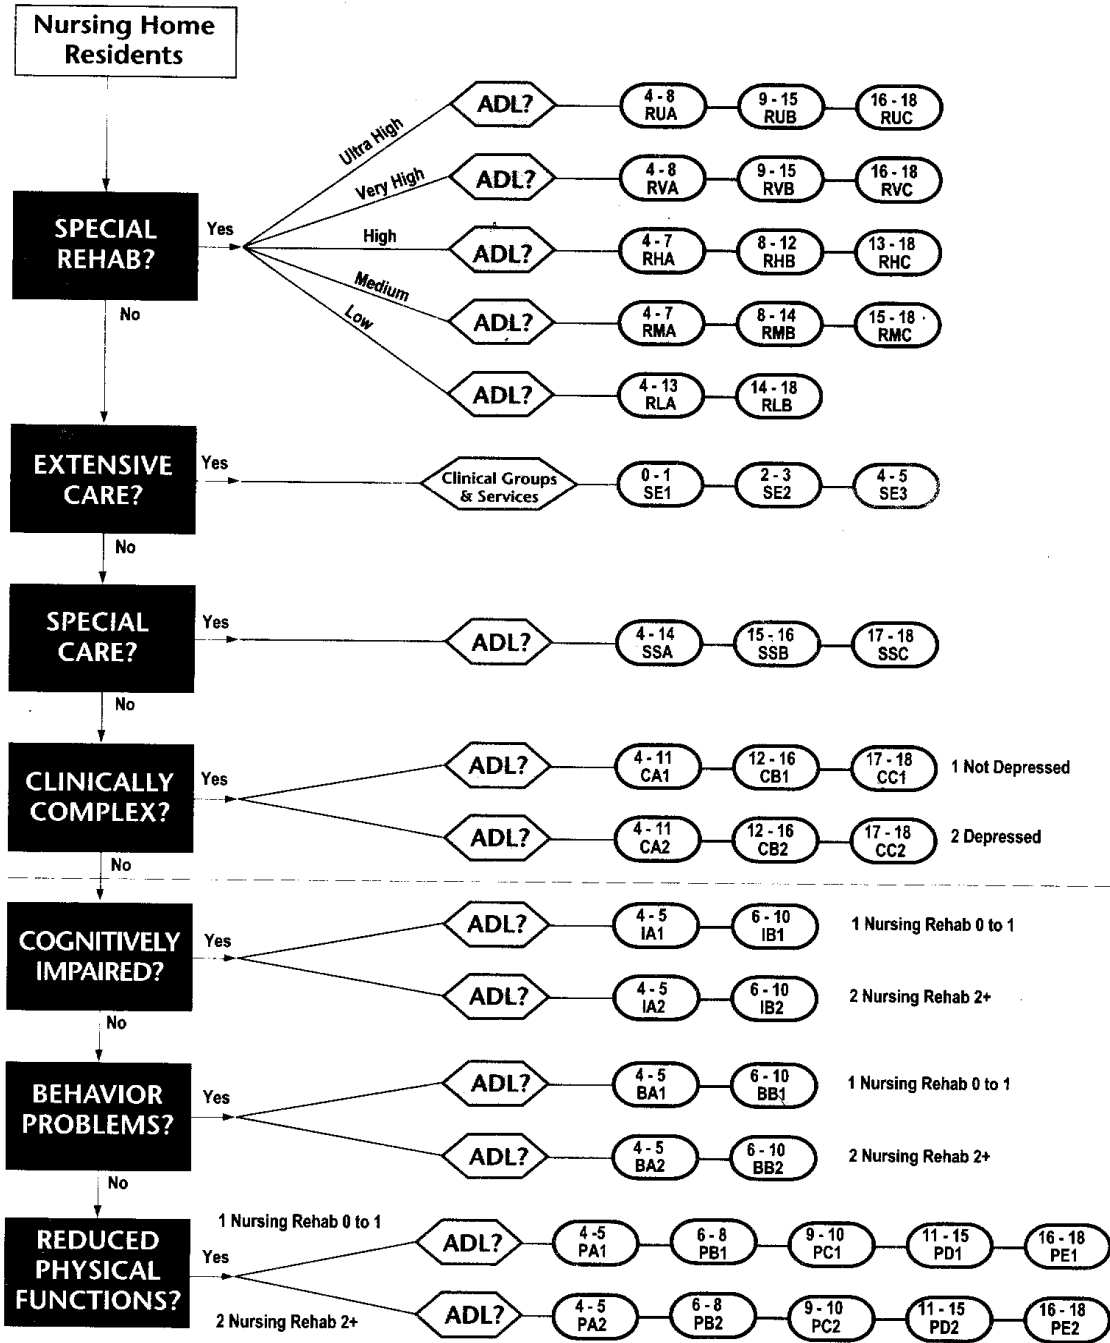 Nursing Home
Residents
SPECIAL
REHAB?
Yes
No
Ultra High
ADL?
4 - 8
RUA
9 - 15
RUB
16 - 18
RUC
Very High
ADL?
4 - 8
RVA
9 - 15
RVB
16 - 18
RVC
High
ADL?
4 - 7
RHA
8 - 12
RHB
13 - 18
RHC
Medium
ADL?
4 - 7
RMA
8 - 14
RMB
15 - 18
RMC
Low
ADL?
4 - 13
RLA
14 - 18
RLB
EXTENSIVE
CARE?
Yes
No
Clinical Groups
& Services
0 - 1
SE1
2 - 3
SE2
4 - 5
SE3
SPECIAL
CARE?
Yes
No
ADL?
4 - 14
SSA
15 - 16
SSB
17 - 18
SSC
CLINICALLY
COMPLEX?
Yes
No
ADL?
4 - 11
CA1
12 - 16
CB1
17 - 18
CC1
1 Not Depressed
ADL?
4 - 11
CA2
12 - 16
CB2
17 - 18
CC2
2 Depressed
COGNITIVELY
IMPAIRED?
Yes
No
ADL?
4 - 5
IA1
6 - 10
IB1
1 Nursing Rehab 0 to 1
ADL?
4 - 5
IA2
6 - 10
IB2
2 Nursing Rehab 2+
BEHAVIOR
PROBLEMS?
Yes
No
ADL?
4 - 5
BA1
6 - 10
BB1
1 Nursing Rehab 0 to 1
ADL?
4 - 5
BA2
6 - 10
BB2
2 Nursing Rehab 2+
REDUCED
PHYSICAL
FUNCTIONS?
Yes
1 Nursing Rehab 0 to 1
ADL?
4 -5
PA1
6 - 8
PB1
9 - 10
PC1
11 - 15
PD1
16 - 18
PE1
2 Nursing Rehab 2+
ADL?
4 - 5
PA2
6 - 8
PB2
9 - 10
PC2
11 - 15
PD2
16 - 18
PE2